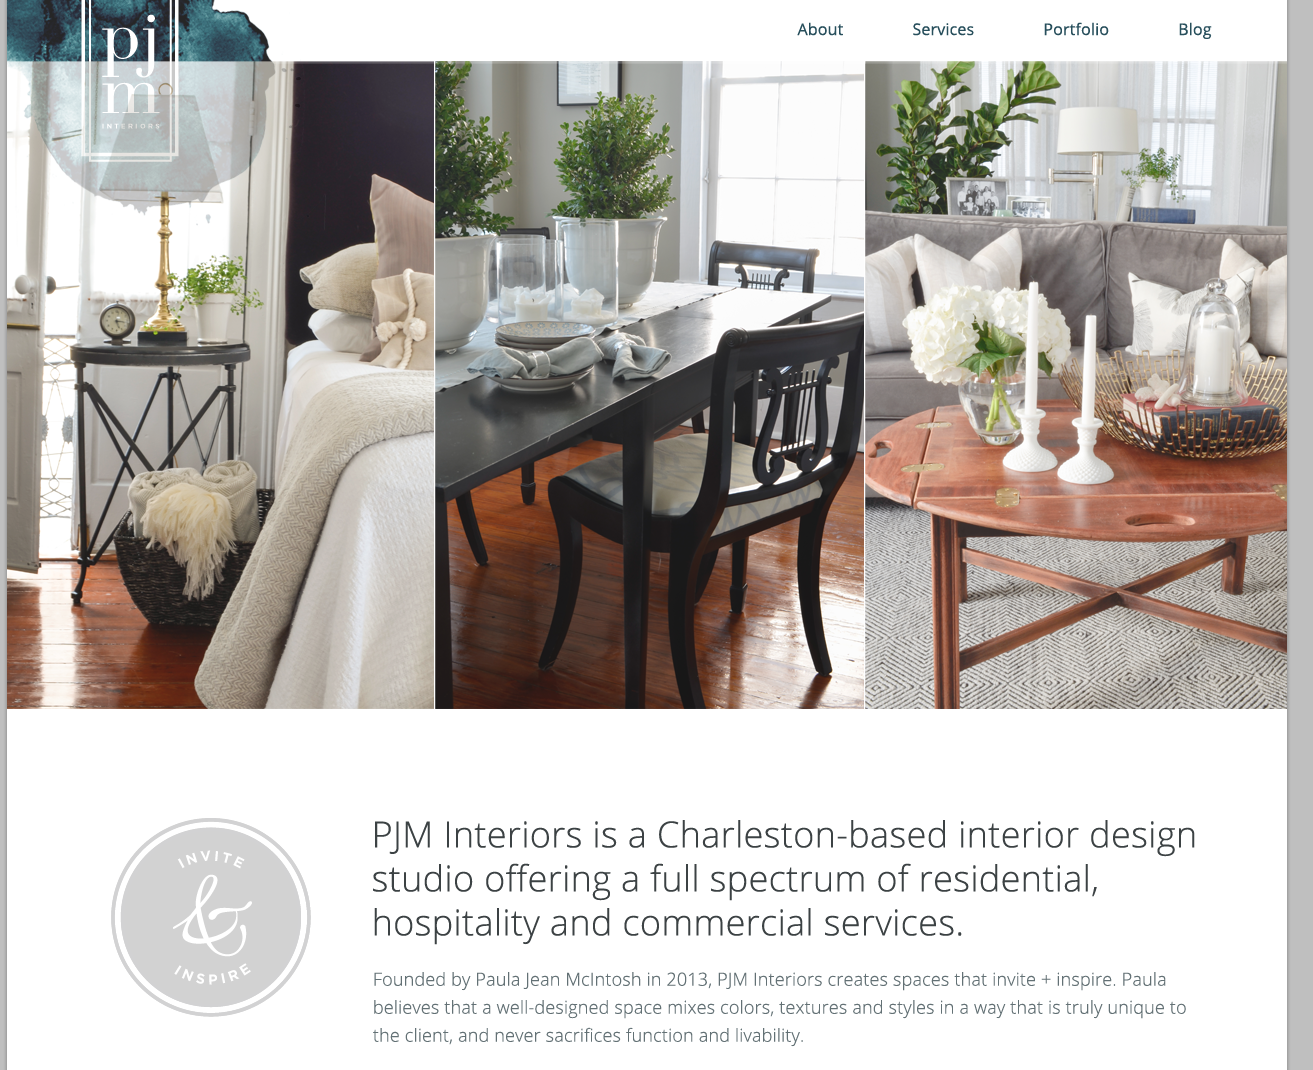 pj
m
INTERIORS
About Services Portfolio Blog
INVITE
&
INSPIRE
PJM Interiors is a Charleston-based interior design
studio offering a full spectrum of residential,
hospitality and commercial services.
Founded by Paula Jean McIntosh in 2013, PJM Interiors creates spaces that invite + inspire. Paula
believes that a well-designed space mixes colors, textures and styles in a way that is truly unique to
the client, and never sacrifices function and livability.